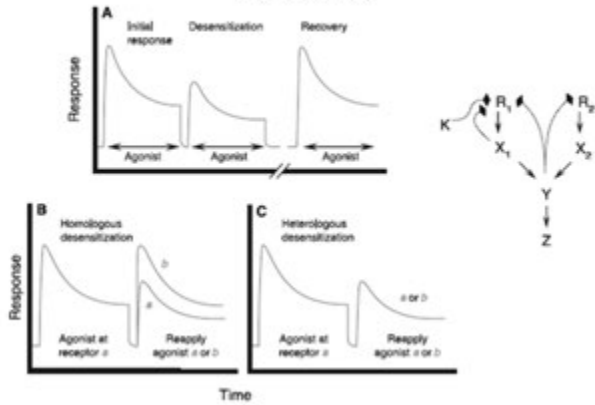 A
Initial response
Desensitization
Recovery
Response
Agonist
Agonist
Agonist
K
R1
R2
X1
X2
Y
Z
B
Homologous
desensitization
b
a
Agonist at
receptor a
Reapply
agonist a or b
C
Heterologous
desensitization
a or b
Agonist at
receptor a
Reapply
agonist a or b
Response
Time